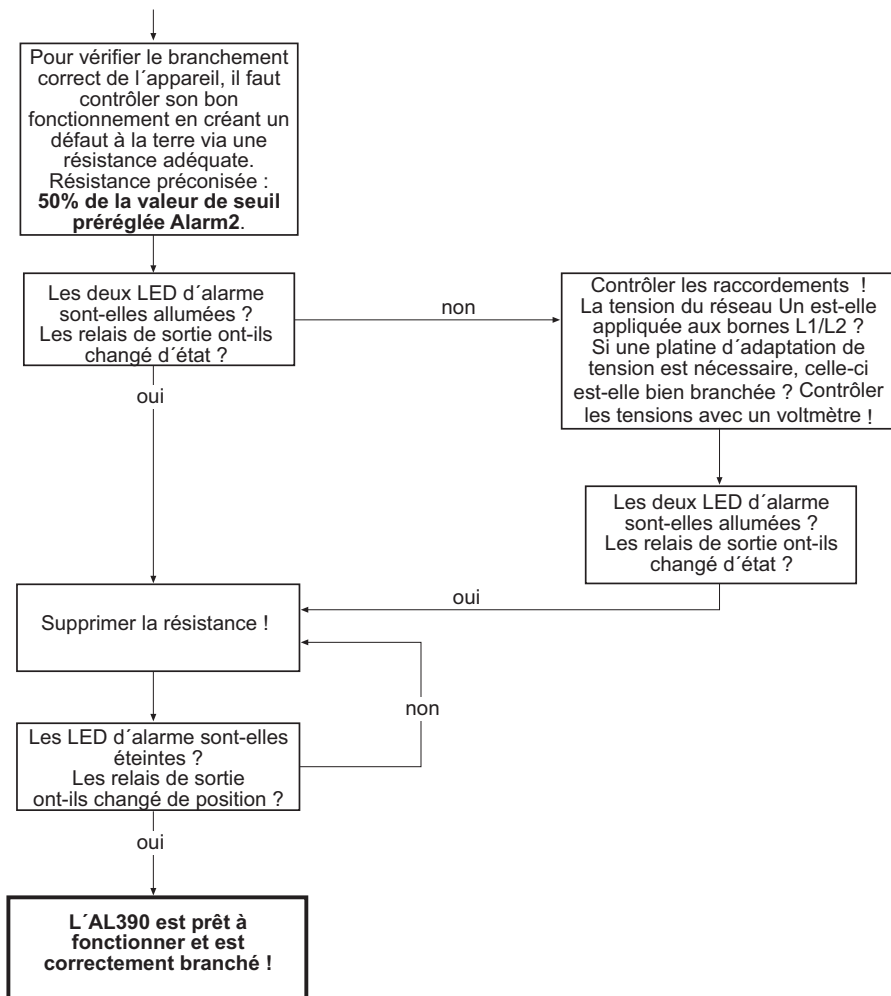 Pour vérifier le branchement
correct de l´appareil, il faut
contrôler son bon
fonctionnement en créant un
défaut à la terre via une
résistance adéquate.
Résistance préconisée :
50% de la valeur de seuil
préréglée Alarm2.
Les deux LED d´alarme
sont-elles allumées ?
Les relais de sortie ont-ils
changé d´état ?
non
Contrôler les raccordements !
La tension du réseau Un est-elle
appliquée aux bornes L1/L2 ?
Si une platine d´adaptation de
tension est nécessaire, celle-ci
est-elle bien branchée ? Contrôler
les tensions avec un voltmètre !
oui
Les deux LED d´alarme
sont-elles allumées ?
Les relais de sortie ont-ils
changé d´état ?
oui
Supprimer la résistance !
non
Les LED d´alarme sont-elles
éteintes ?
Les relais de sortie
ont-ils changé de position ?
oui
L´AL390 est prêt à
fonctionner et est
correctement branché !